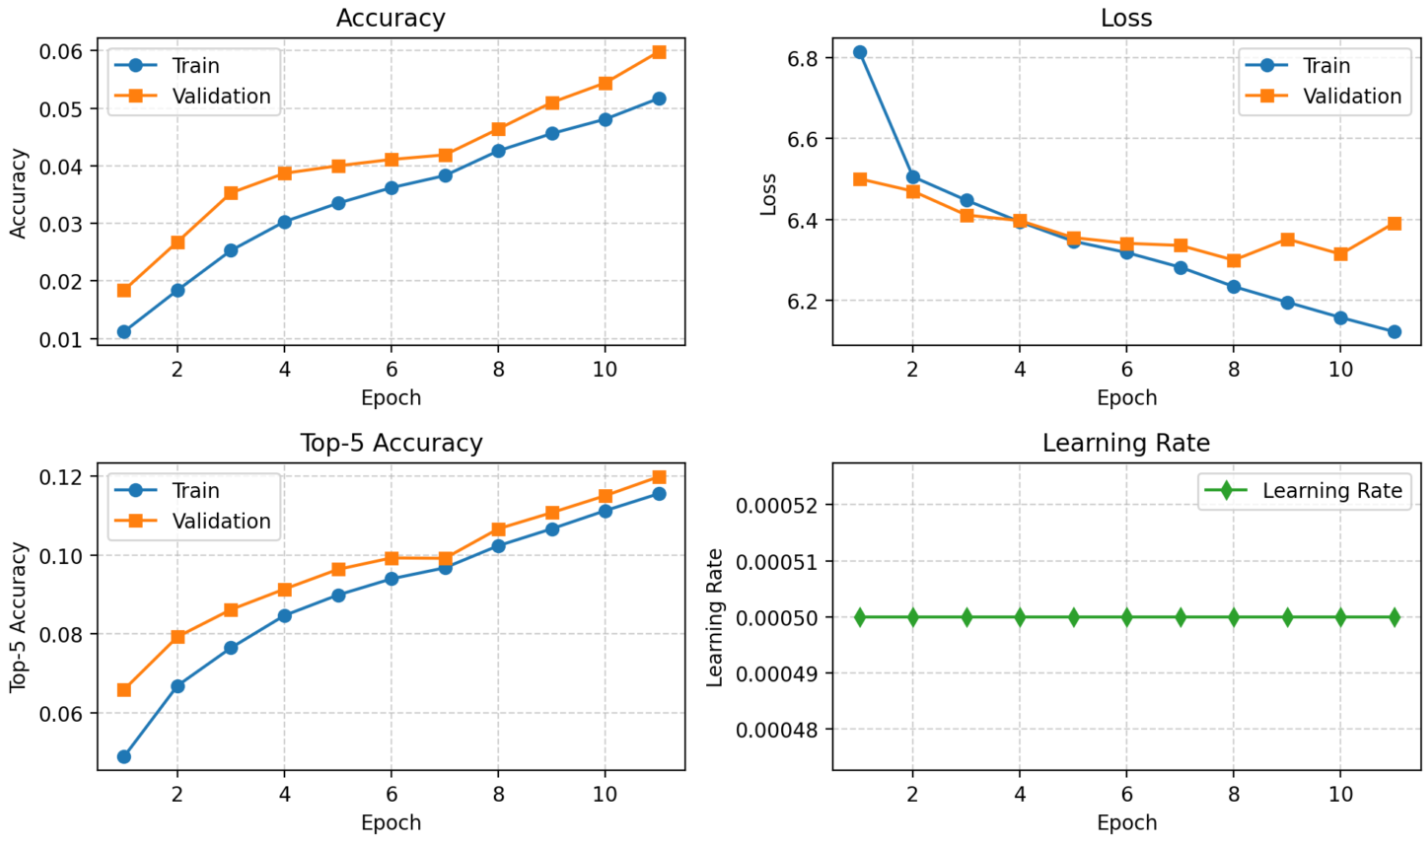 Accuracy
0.06
0.05
0.04
0.03
0.02
0.01
Accuracy
Train
Validation
2 4 6 8 10
Epoch
Loss
6.8
6.6
6.4
6.2
Loss
Train
Validation
2 4 6 8 10
Epoch
Top-5 Accuracy
0.12
0.10
0.08
0.06
Top-5 Accuracy
Train
Validation
2 4 6 8 10
Epoch
Learning Rate
0.00052
0.00051
0.00050
0.00049
0.00048
Learning Rate
Learning Rate
2 4 6 8 10
Epoch